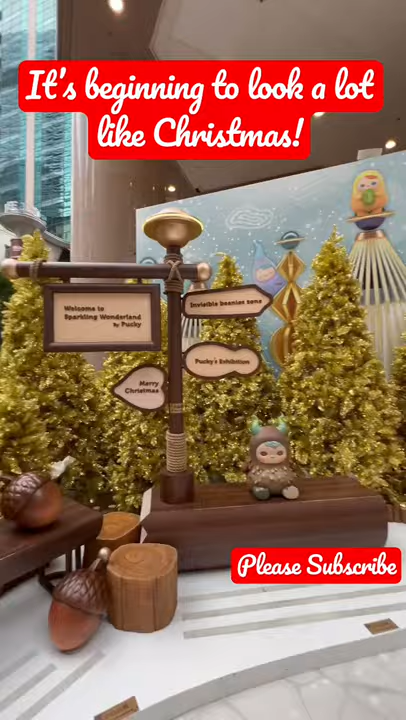 It's beginning to look a lot
like Christmas!
Welcome to
Sparkling Wonderland
by Pucky
Invisible beanies zone
Pucky's Exhibition
Merry
Christmas
Please Subscribe